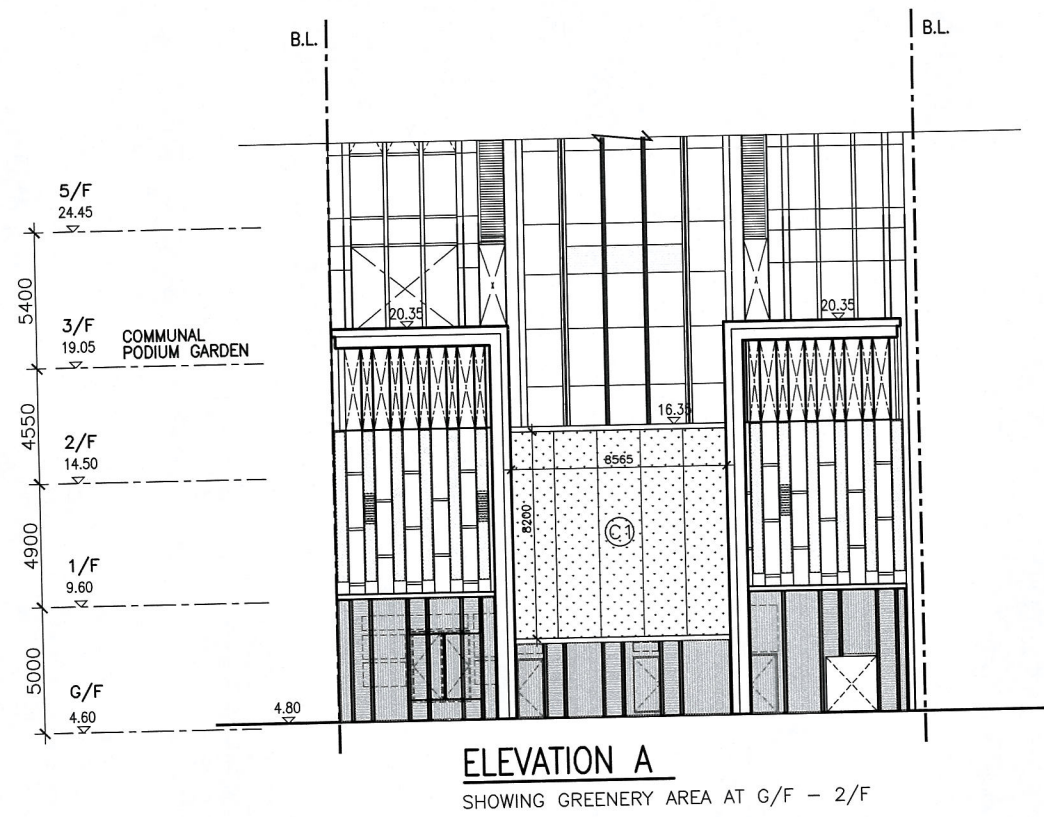 B.L.
B.L.
5/F
24.45
5400
20.35
20.35
3/F
19.05
COMMUNAL
PODIUM GARDEN
4550
16.35
2/F
14.50
8565
8200
C1
4900
1/F
9.60
5000
G/F
4.60
4.80
ELEVATION A
SHOWING GREENERY AREA AT G/F - 2/F